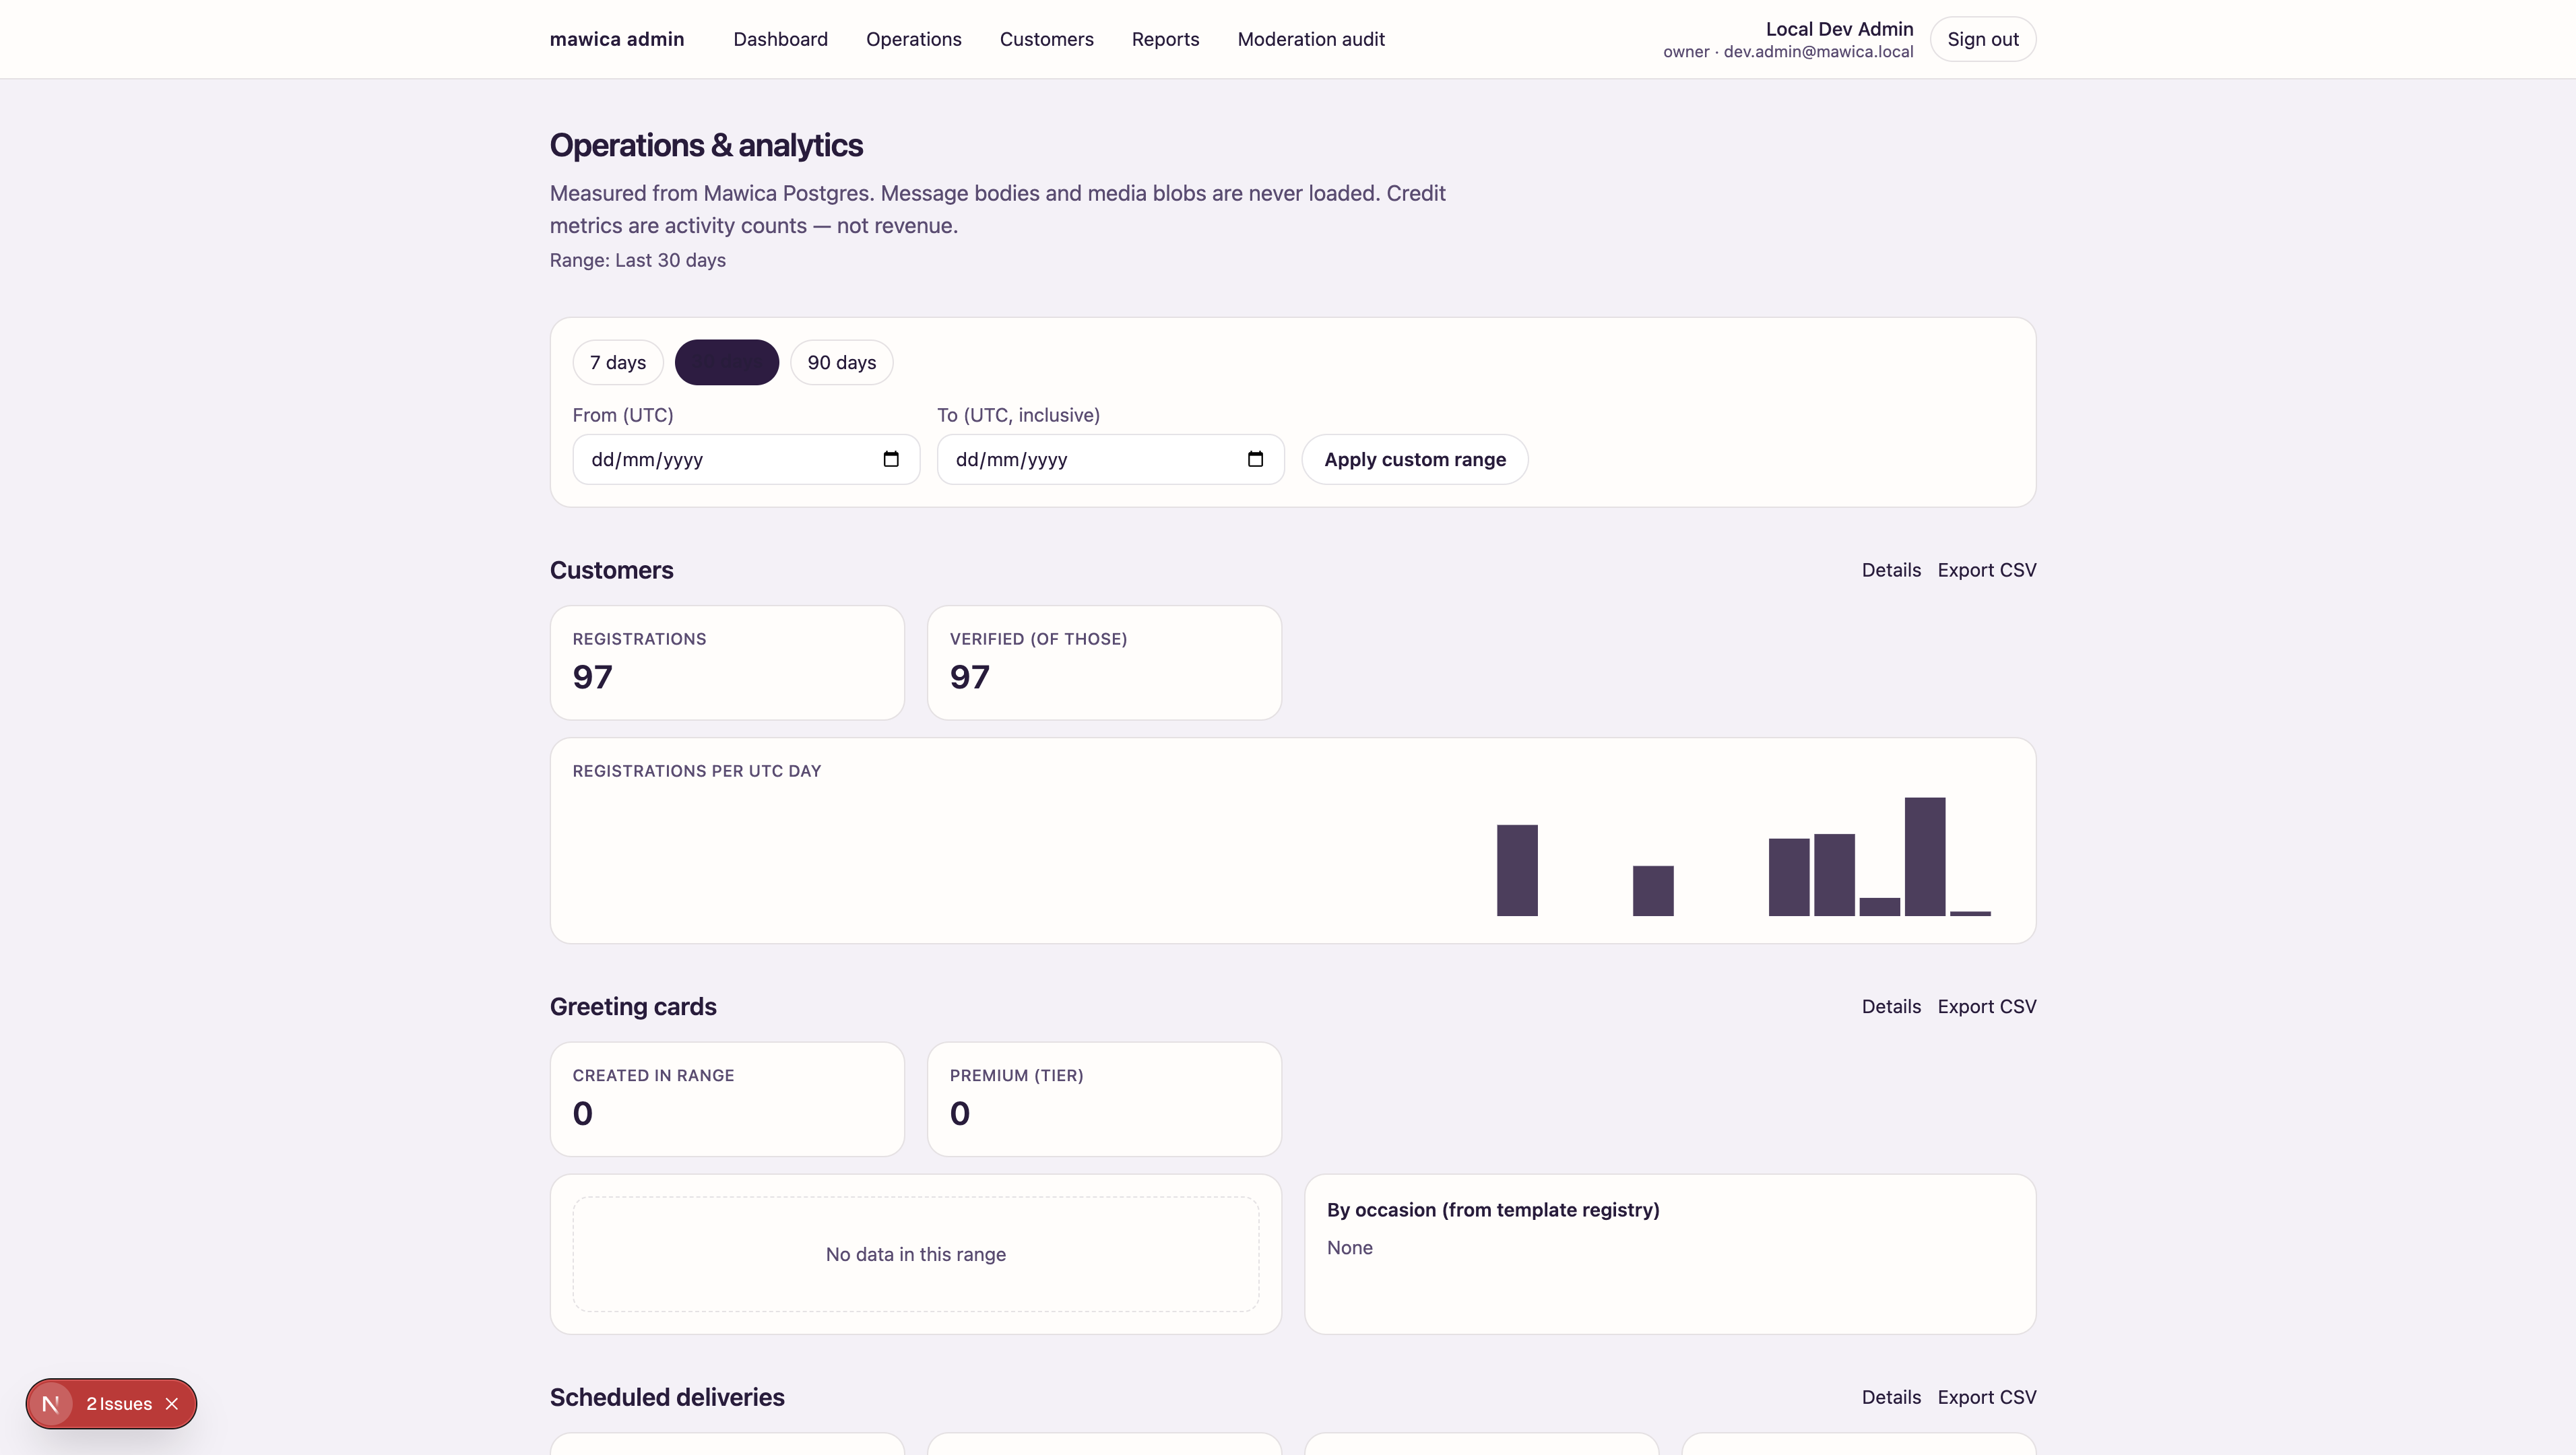 mawica admin
Dashboard
Operations
Customers
Reports
Moderation audit
Local Dev Admin
owner · dev.admin@mawica.local
Sign out
Operations & analytics
Measured from Mawica Postgres. Message bodies and media blobs are never loaded. Credit
metrics are activity counts — not revenue.
Range: Last 30 days
7 days
90 days
From (UTC)
To (UTC, inclusive)
dd/mm/yyyy
dd/mm/yyyy
Apply custom range
Customers
Details
Export CSV
REGISTRATIONS
97
VERIFIED (OF THOSE)
97
REGISTRATIONS PER UTC DAY
Greeting cards
Details
Export CSV
CREATED IN RANGE
0
PREMIUM (TIER)
0
No data in this range
By occasion (from template registry)
None
Scheduled deliveries
Details
Export CSV
N
2 Issues